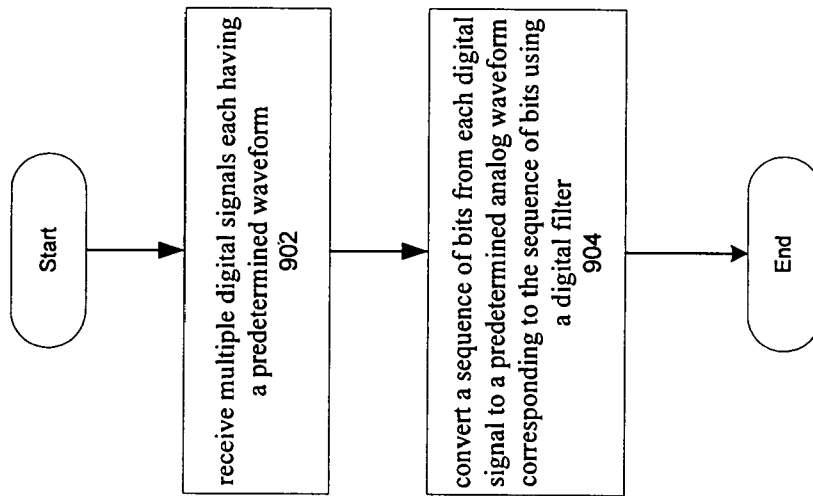 Start
receive multiple digital signals each having
a predetermined waveform
902
convert a sequence of bits from each digital
signal to a predetermined analog waveform
corresponding to the sequence of bits using
a digital filter
904
End